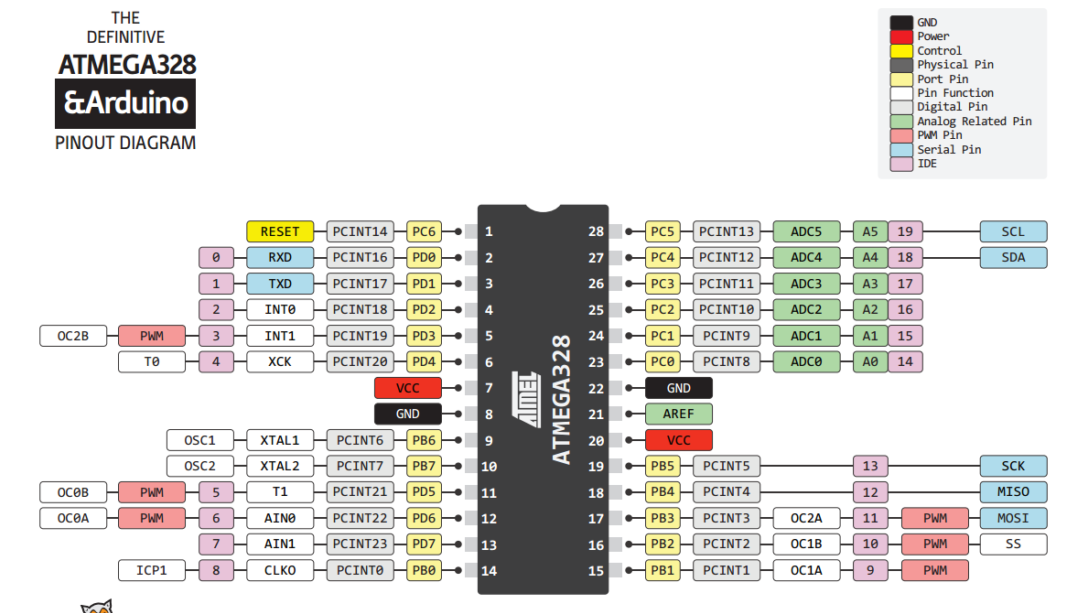 THE
DEFINITIVE
ATMEGA328
&Arduino
PINOUT DIAGRAM
GND
Power
Control
Physical Pin
Port Pin
Pin Function
Digital Pin
Analog Related Pin
PWM Pin
Serial Pin
IDE
RESET PCINT14 PC6 1 28 PC5 PCINT13 ADC5 A5 19 SCL
0 RXD PCINT16 PD0 2 27 PC4 PCINT12 ADC4 A4 18 SDA
1 TXD PCINT17 PD1 3 26 PC3 PCINT11 ADC3 A3 17
2 INT0 PCINT18 PD2 4 25 PC2 PCINT10 ADC2 A2 16
OC2B PWM 3 INT1 PCINT19 PD3 5 24 PC1 PCINT9 ADC1 A1 15
T0 4 XCK PCINT20 PD4 6 23 PC0 PCINT8 ADC0 A0 14
VCC 7 22 GND
GND 8 21 AREF
OSC1 XTAL1 PCINT6 PB6 9 20 VCC
OSC2 XTAL2 PCINT7 PB7 10 19 PB5 PCINT5 13 SCK
OC0B PWM 5 T1 PCINT21 PD5 11 18 PB4 PCINT4 12 MISO
OC0A PWM 6 AIN0 PCINT22 PD6 12 17 PB3 PCINT3 OC2A 11 PWM MOSI
7 AIN1 PCINT23 PD7 13 16 PB2 PCINT2 OC1B 10 PWM SS
ICP1 8 CLKO PCINT0 PB0 14 15 PB1 PCINT1 OC1A 9 PWM
ATMEL
ATMEGA328